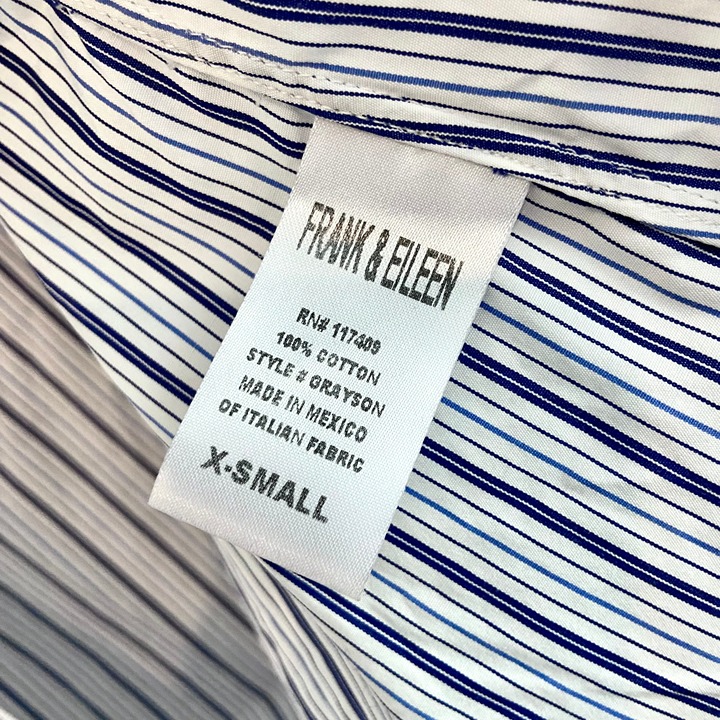 FRANK & EILEEN
RN# 117409
100% COTTON
STYLE # GRAYSON
MADE IN MEXICO
OF ITALIAN FABRIC
X-SMALL